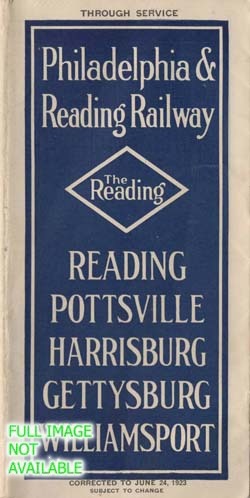 THROUGH SERVICE
Philadelphia &
Reading Railway
The
Reading
READING
POTTSVILLE
HARRISBURG
GETTYSBURG
WILLIAMSPORT
FULL IMAGE
NOT
AVAILABLE
CORRECTED TO JUNE 24, 1923
SUBJECT TO CHANGE